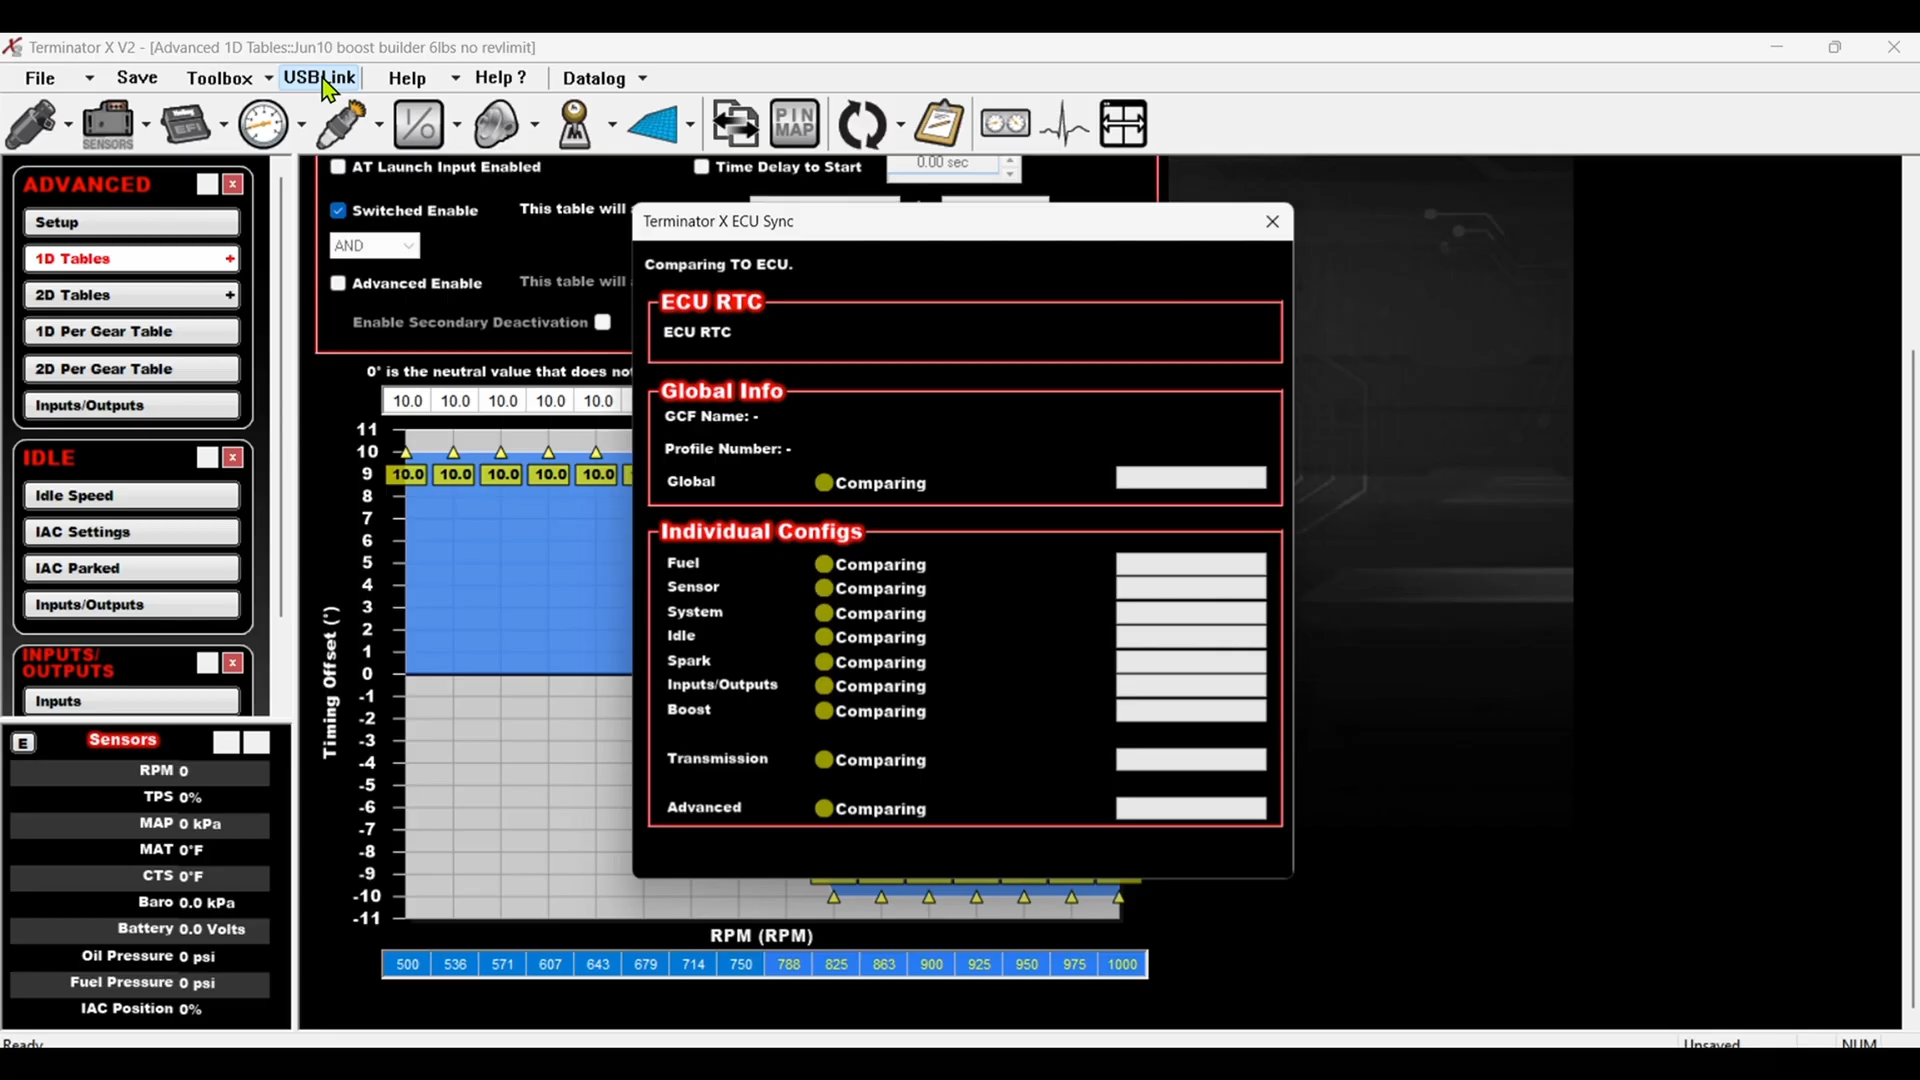 Terminator X V2 - [Advanced 1D Tables::Jun10 boost builder 6lbs no revlimit]
File Save Toolbox USBLink Help Help ? Datalog
SENSORS EFI I/O PIN MAP
ADVANCED
Setup
1D Tables +
2D Tables +
1D Per Gear Table
2D Per Gear Table
Inputs/Outputs
IDLE
Idle Speed
IAC Settings
IAC Parked
Inputs/Outputs
INPUTS/
OUTPUTS
Inputs
E Sensors
RPM 0
TPS 0%
MAP 0 kPa
MAT 0°F
CTS 0°F
Baro 0.0 kPa
Battery 0.0 Volts
Oil Pressure 0 psi
Fuel Pressure 0 psi
IAC Position 0%
AT Launch Input Enabled Time Delay to Start 0.00 sec
Switched Enable This table will
AND
Advanced Enable This table will
Enable Secondary Deactivation
0° is the neutral value that does
10.0 10.0 10.0 10.0 10.0
11
10
9 10.0 10.0 10.0 10.0 10.0
8
7
6
5
4
3
2
1
0
-1
-2
-3
-4
-5
-6
-7
-8
-9
-10
-11
Timing Offset (°)
RPM (RPM)
500 536 571 607 643 679 714 750 788 825 863 900 925 950 975 1000
Terminator X ECU Sync
Comparing TO ECU.
ECU RTC
ECU RTC
Global Info
GCF Name: -
Profile Number: -
Global Comparing
Individual Configs
Fuel Comparing
Sensor Comparing
System Comparing
Idle Comparing
Spark Comparing
Inputs/Outputs Comparing
Boost Comparing
Transmission Comparing
Advanced Comparing
Ready Unsaved NUM